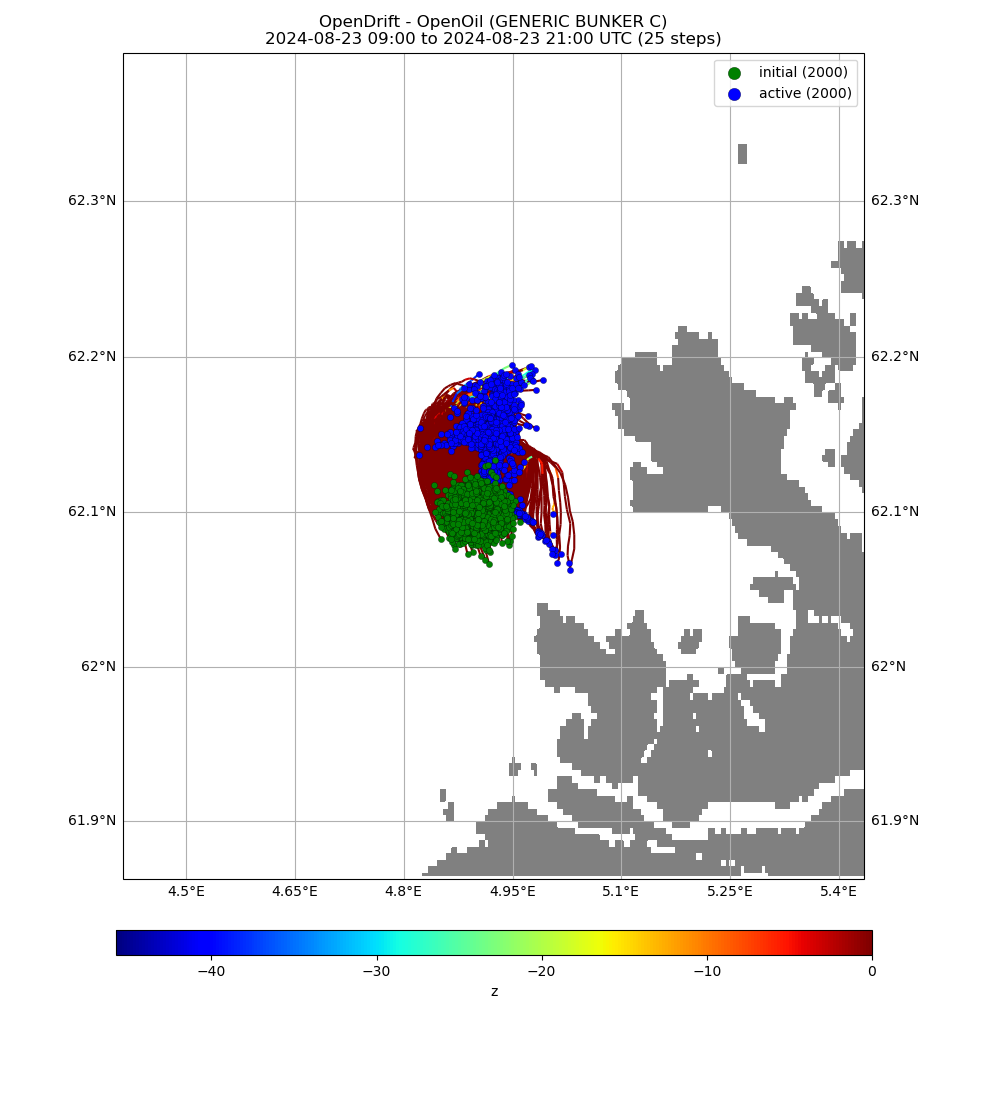 OpenDrift - OpenOil (GENERIC BUNKER C)
2024-08-23 09:00 to 2024-08-23 21:00 UTC (25 steps)
initial (2000)
active (2000)
62.3°N 62.3°N
62.2°N 62.2°N
62.1°N 62.1°N
62°N 62°N
61.9°N 61.9°N
4.5°E 4.65°E 4.8°E 4.95°E 5.1°E 5.25°E 5.4°E
−40 −30 −20 −10 0
z